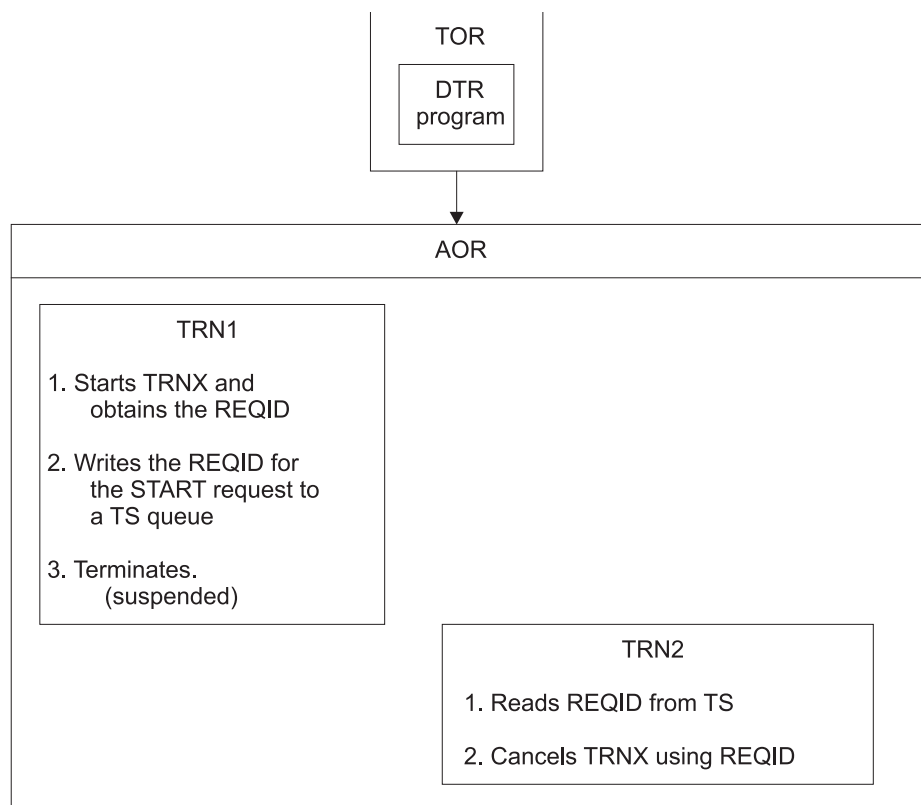 TOR
DTR
program
AOR
TRN1
1. Starts TRNX and
obtains the REQID
2. Writes the REQID for
the START request to
a TS queue
3. Terminates.
(suspended)
TRN2
1. Reads REQID from TS
2. Cancels TRNX using REQID